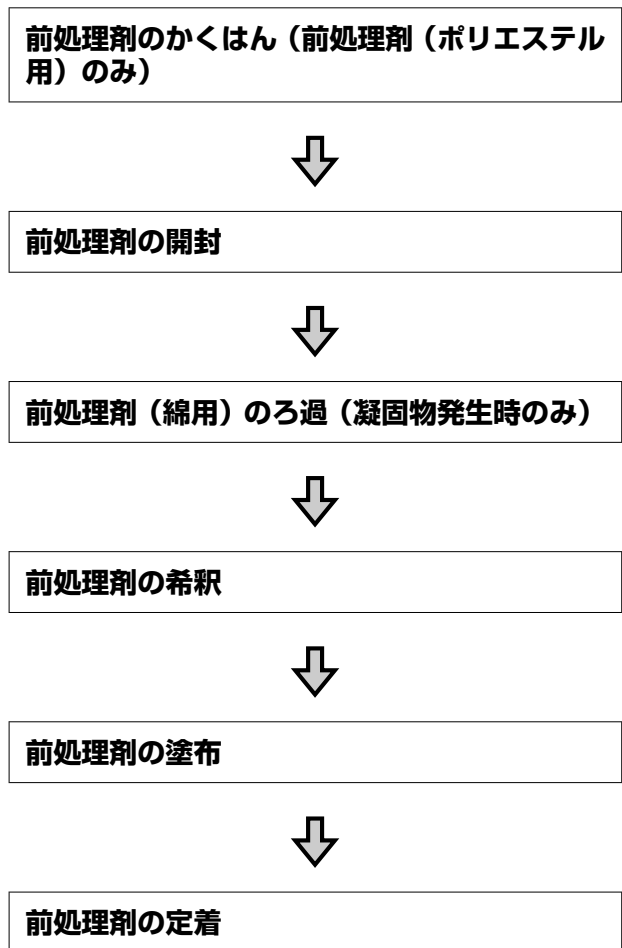 前処理剤のかくはん（前処理剤（ポリエステル
用）のみ）
前処理剤の開封
前処理剤（綿用）のろ過（凝固物発生時のみ）
前処理剤の希釈
前処理剤の塗布
前処理剤の定着